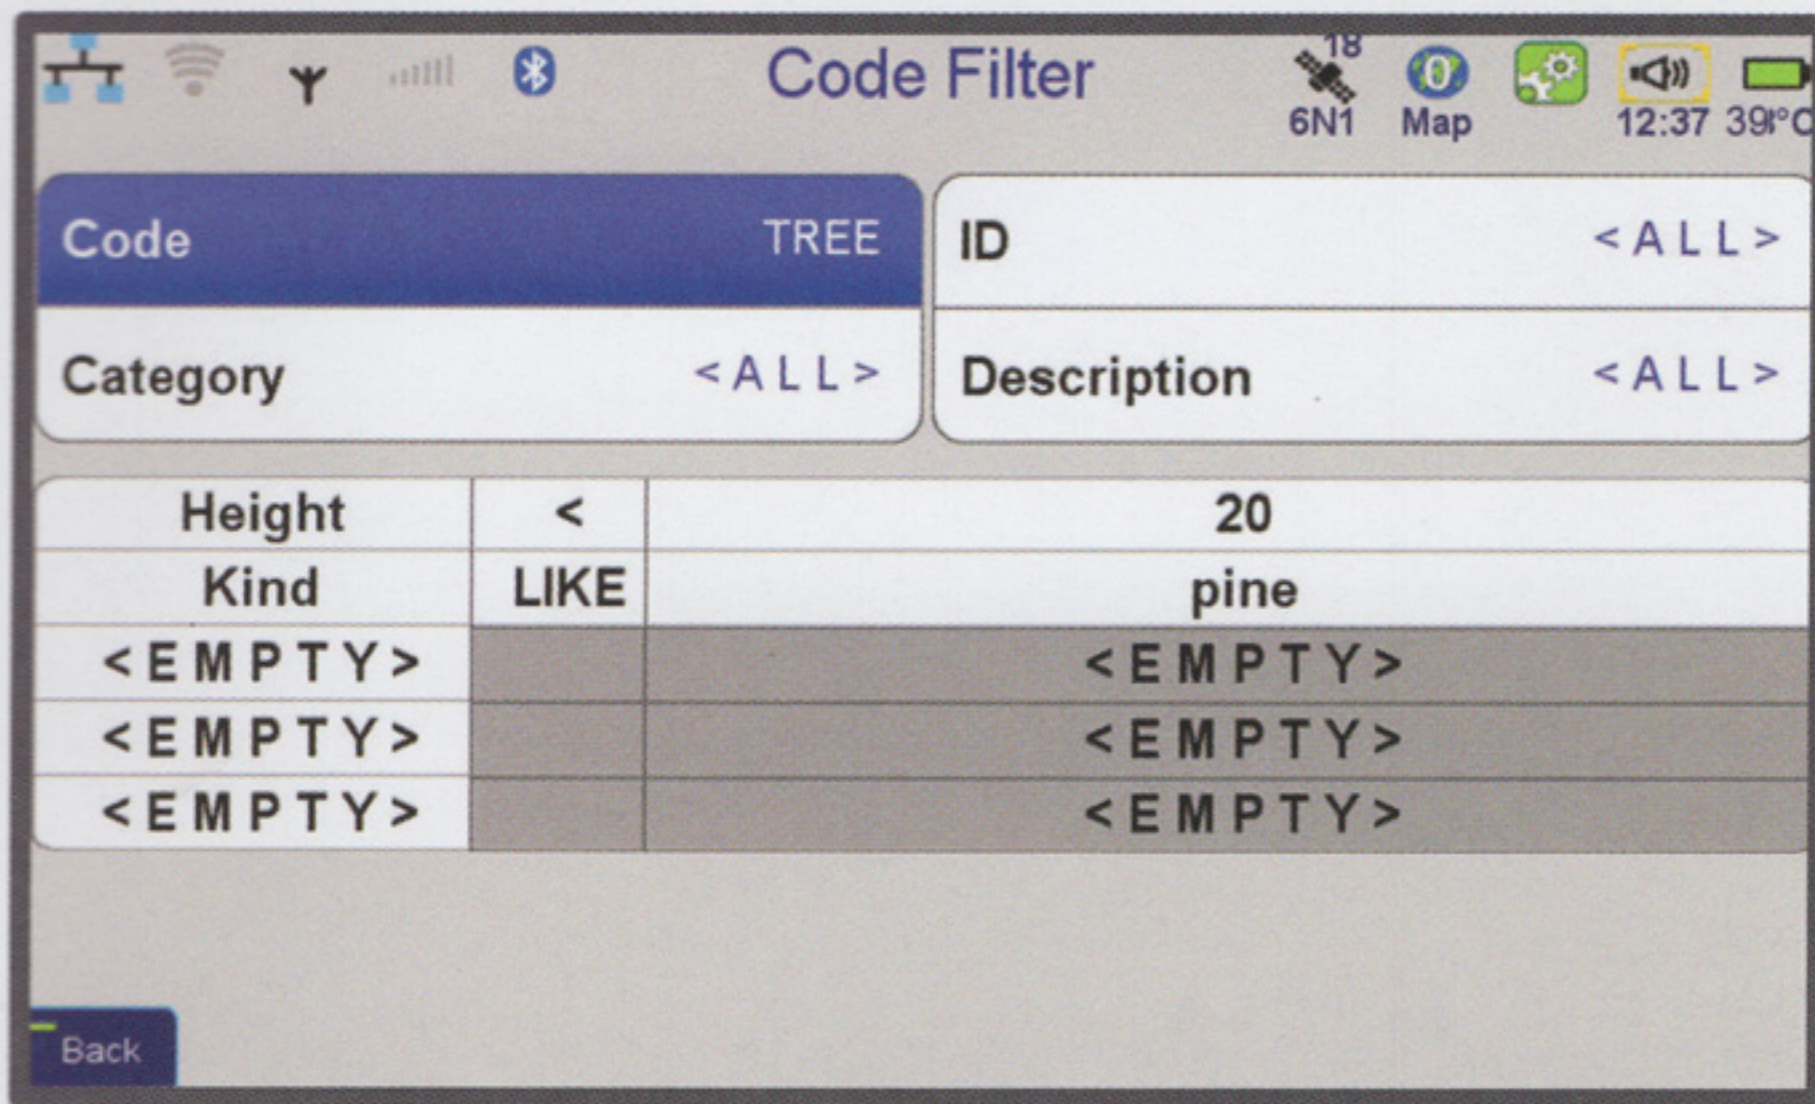 Code Filter
18
6N1
0
Map
12:37
Code TREE
ID <ALL>
Category <ALL>
Description <ALL>
Height < 20
Kind LIKE pine
<EMPTY> <EMPTY>
<EMPTY> <EMPTY>
<EMPTY> <EMPTY>
Back